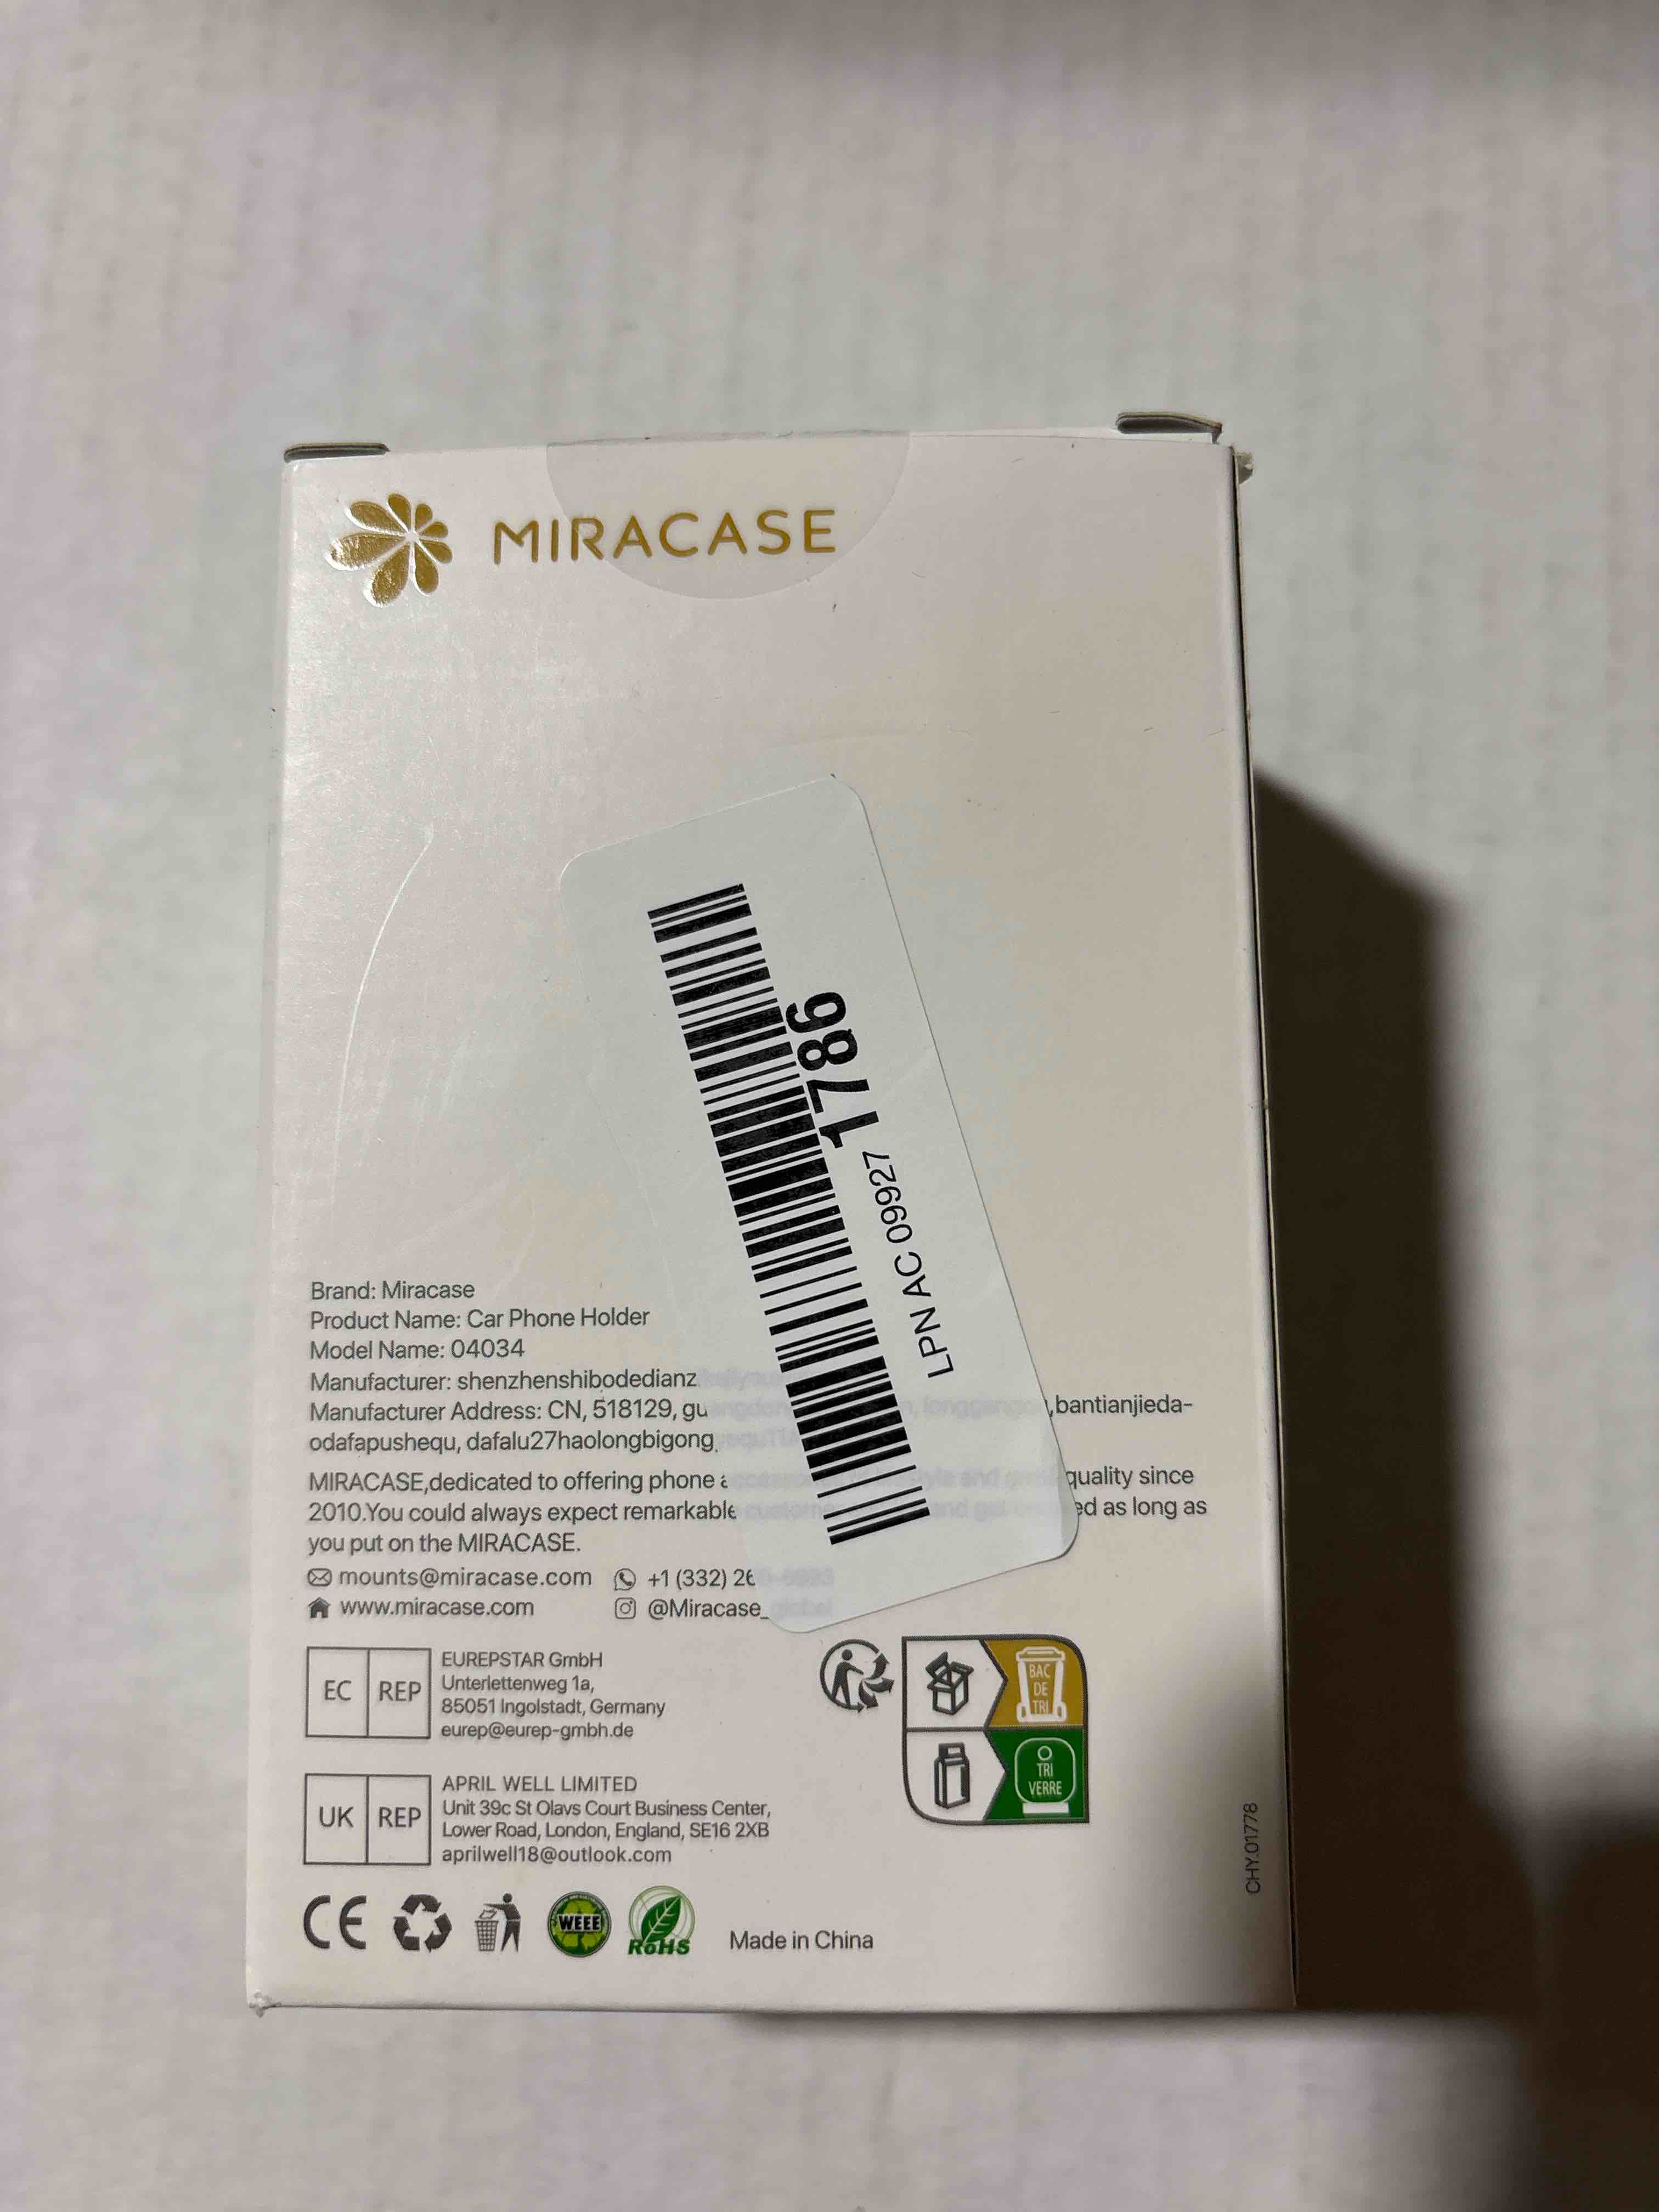 MIRACASE
LPN AC 09927 1786
Brand: Miracase
Product Name: Car Phone Holder
Model Name: 04034
Manufacturer: shenzhenshibodedianz
Manufacturer Address: CN, 518129, gu ,bantianjieda-
odafapushequ, dafalu27haolongbigong
MIRACASE,dedicated to offering phone quality since
2010.You could always expect remarkable ed as long as
you put on the MIRACASE.
mounts@miracase.com +1 (332) 26
www.miracase.com @Miracase_
EC REP
EUREPSTAR GmbH
Unterlettenweg 1a,
85051 Ingolstadt, Germany
eurep@eurep-gmbh.de
BAC
DE
TRI
TRI
VERRE
UK REP
APRIL WELL LIMITED
Unit 39c St Olavs Court Business Center,
Lower Road, London, England, SE16 2XB
aprilwell18@outlook.com
CHY.01778
CE WEEE RoHS Made in China